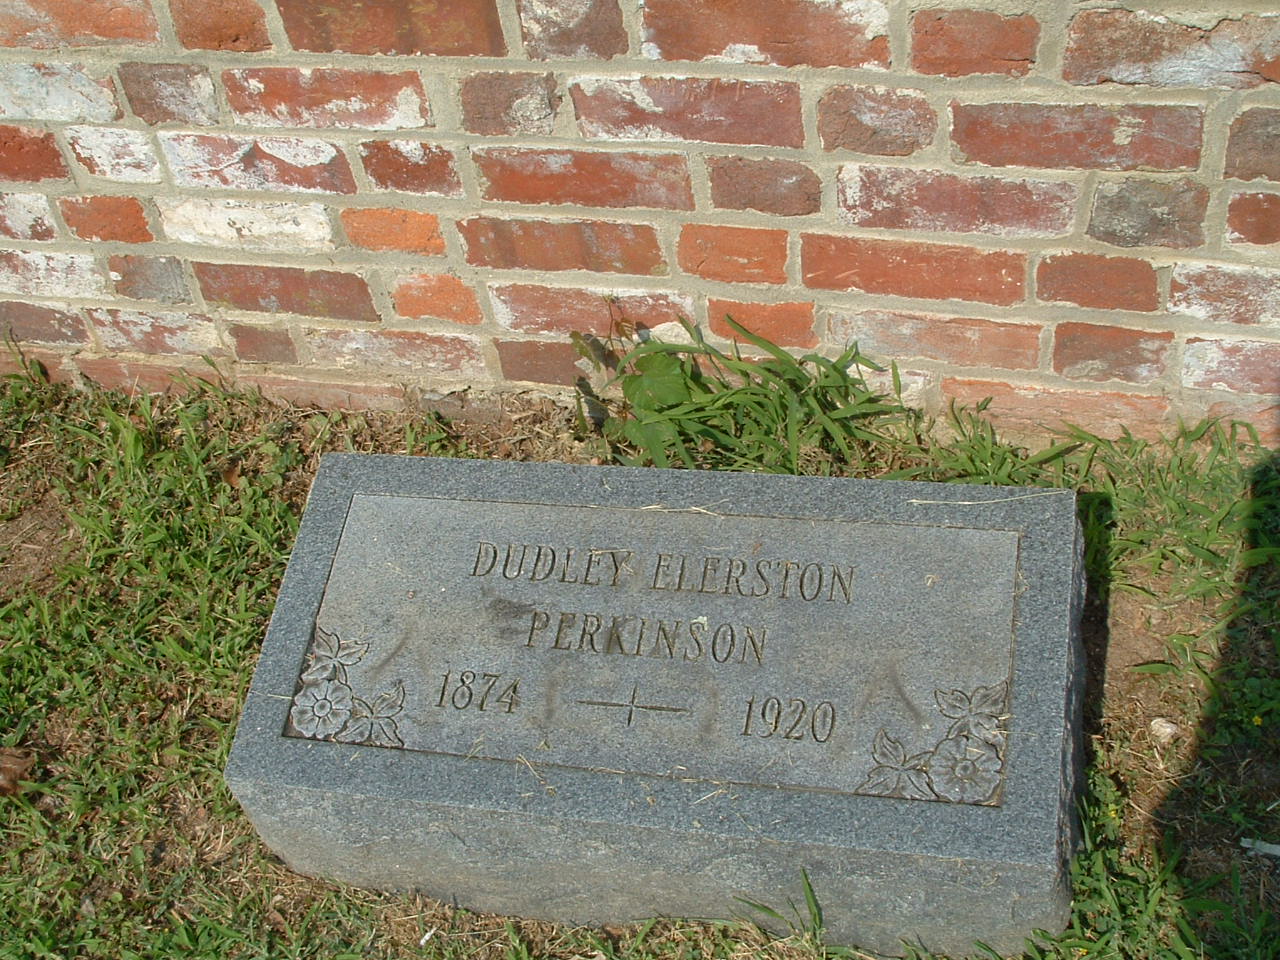 DUDLEY ELERSTON
PERKINSON
1874 1920